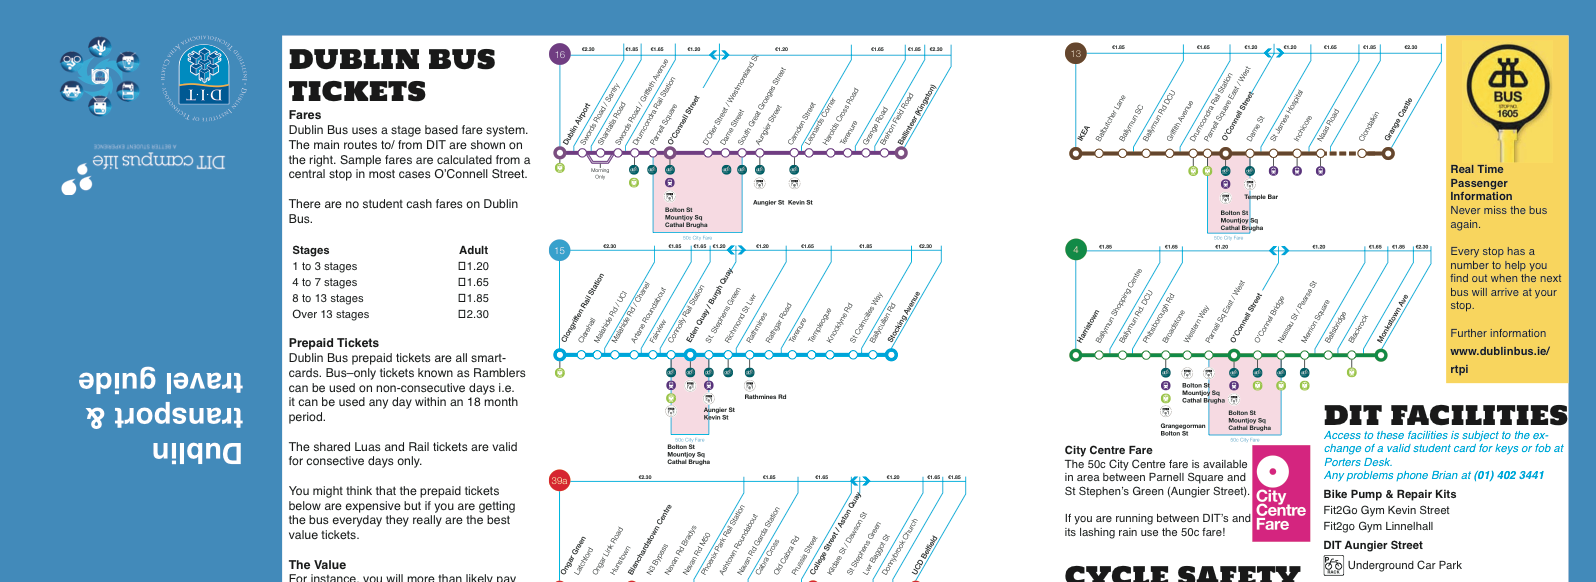 Dublin
transport &
travel guide
DIT campus life
A BETTER STUDENT EXPERIENCE
DIT
DUBLIN BUS
TICKETS
Fares
Dublin Bus uses a stage based fare system.
The main routes to/ from DIT are shown on
the right. Sample fares are calculated from a
central stop in most cases O'Connell Street.
There are no student cash fares on Dublin
Bus.
Stages Adult
1 to 3 stages □1.20
4 to 7 stages □1.65
8 to 13 stages □1.85
Over 13 stages □2.30
Prepaid Tickets
Dublin Bus prepaid tickets are all smart-
cards. Bus–only tickets known as Ramblers
can be used on non-consecutive days i.e.
it can be used any day within an 18 month
period.
The shared Luas and Rail tickets are valid
for consective days only.
You might think that the prepaid tickets
below are expensive but if you are getting
the bus everyday they really are the best
value tickets.
The Value
For instance, you will more than likely pay
16
€2.30 €1.85 €1.65 €1.20 €1.20 €1.65 €1.85 €2.30
Dublin Airport
Swords Road / Santry
Shantalla Road
Swords Road / Griffeth Avenue
Drumcondra Rail Station
Parnell Square
O'Connell Street
D'Olier Street / Westmoreland St
Dame Street
South Great Georges Street
Aungier Street
Camden Street
Leonards Corner
Harolds Cross Road
Terenure
Grange Road
Brehon Field Road
Ballinteer (Kingston)
Morning
Only
Bolton St
Mountjoy Sq
Cathal Brugha
50c City Fare
Aungier St Kevin St
15
€2.30 €1.85 €1.65 €1.20 €1.20 €1.65 €1.85 €2.30
Clongriffen Rail Station
Clarehall
Malahide Rd / UCI
Malahide Rd / Chanel
Artane Roundabout
Fairview
Connolly Rail Station
Eden Quay / Burgh Quay
St. Stephens Green
Richmond St Lwr
Rathmines
Rathgar Road
Terenure
Templeogue
Knocklyne Rd
St Colmcilles Way
Ballycullen Rd
Stocking Avenue
Aungier St
Kevin St
Rathmines Rd
50c City Fare
Bolton St
Mountjoy Sq
Cathal Brugha
39a
€2.30 €1.85 €1.65 €1.20 €1.20 €1.65 €1.85
Ongar Green
Latchford
Ongar Link Road
Huntstown
Blanchardstown Centre
N3 Bypass
Navan Rd Bradys
Navan Rd M50
Phoenix Park Rail Station
Ashtown Roundabout
Navan Rd Garda Station
Cabra Cross
Old Cabra Rd
Prussia Street
College Street / Aston Quay
Kildare St / Dawson St
St Stephens Green
Lwr Baggot St
Donnybrook Church
UCD Belfield
13
€1.85 €1.65 €1.20 €1.20 €1.65 €1.85 €2.30
IKEA
Balbutcher Lane
Ballymun SC
Ballymun Rd DCU
Griffith Avenue
Drumcondra Rail Station
Parnell Square East / West
O'Connell Street
Dame St
St James Hospital
Inchicore
Naas Road
Clondalkin
Grange Castle
Temple Bar
Bolton St
Mountjoy Sq
Cathal Brugha
50c City Fare
4
€1.85 €1.65 €1.20 €1.20 €1.65 €1.85 €1.85
Harristown
Ballymun Shopping Centre
Ballymun Rd. DCU
Phibsborough Rd
Broadstone
Western Way
Parnell Sq East / West
O'Connell Street
O'Connell Bridge
Nassau St / Pearse St
Merrion Square
Ballsbridge
Blackrock
Monkstown Ave
Bolton St
Mountjoy Sq
Cathal Brugha
Grangegorman
Bolton St
Bolton St
Mountjoy Sq
Cathal Brugha
50c City Fare
City Centre Fare
The 50c City Centre fare is available
in area between Parnell Square and
St Stephen's Green (Aungier Street).
If you are running between DIT's and
its lashing rain use the 50c fare!
City
Centre
Fare
CYCLE SAFETY
BUS
STOP NO.
1605
Real Time
Passenger
Information
Never miss the bus
again.
Every stop has a
number to help you
find out when the next
bus will arrive at your
stop.
Further information
www.dublinbus.ie/
rtpi
DIT FACILITIES
Access to these facilities is subject to the ex-
change of a valid student card for keys or fob at
Porters Desk.
Any problems phone Brian at (01) 402 3441
Bike Pump & Repair Kits
Fit2Go Gym Kevin Street
Fit2go Gym Linnelhall
DIT Aungier Street
Underground Car Park